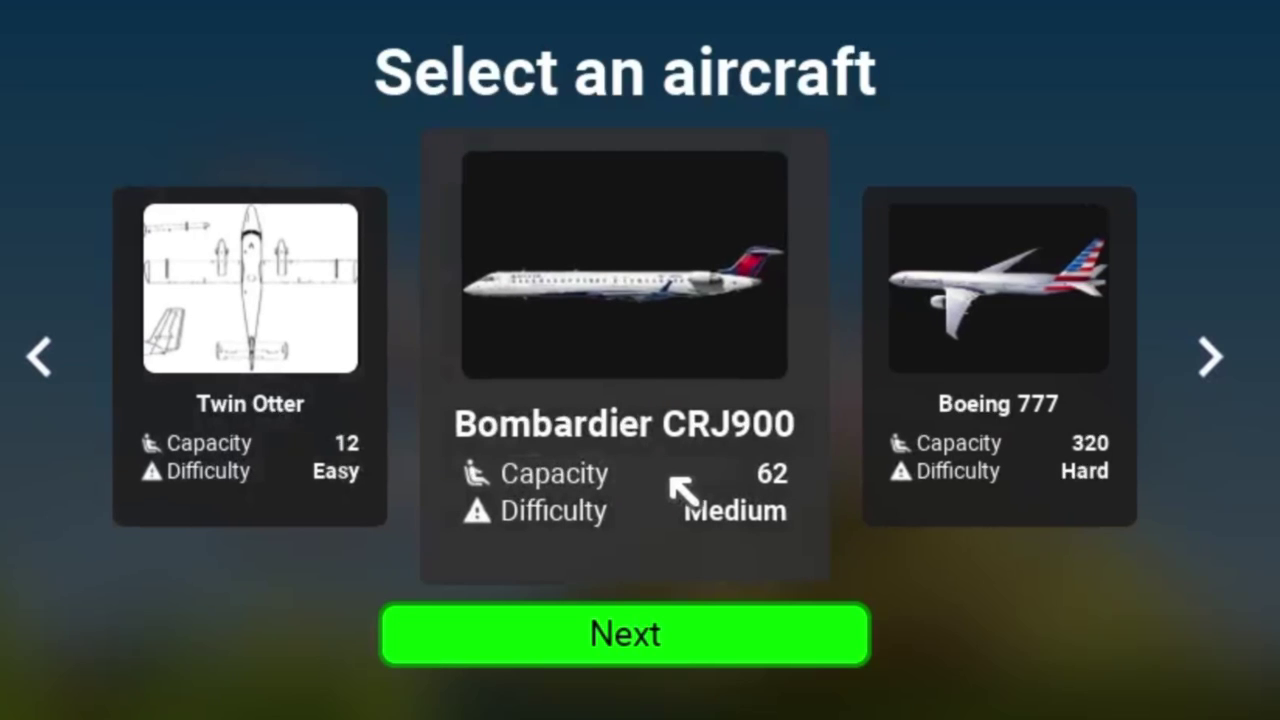 Select an aircraft
Twin Otter
Capacity 12
Difficulty Easy
Bombardier CRJ900
Capacity 62
Difficulty Medium
Boeing 777
Capacity 320
Difficulty Hard
Next